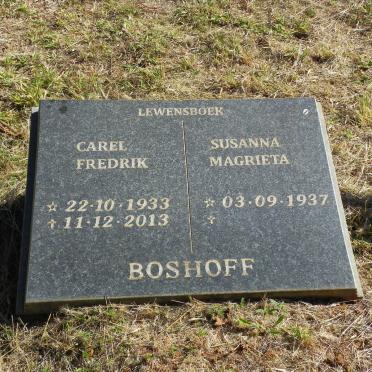 LEWENSBOEK
CAREL
FREDRIK
☆ 22·10·1933
✝ 11·12·2013
SUSANNA
MAGRIETA
☆ 03·09·1937
✝
BOSHOFF